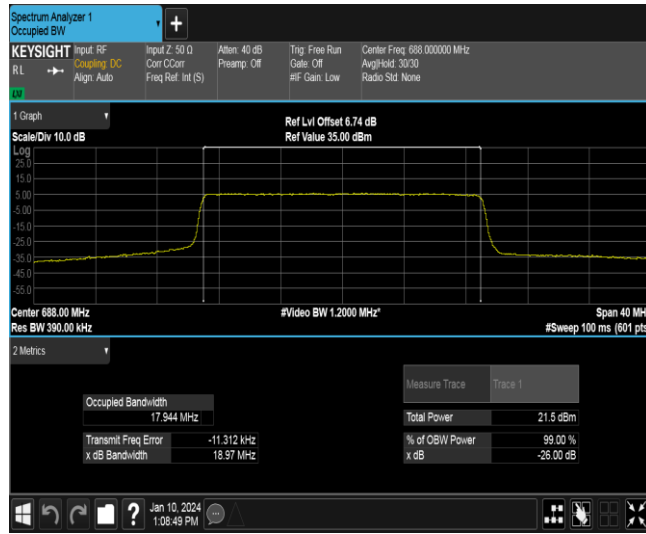 Spectrum Analyzer 1
Occupied BW
KEYSIGHT
RL
Input: RF
Coupling: DC
Align: Auto
Input Z: 50 Ω
Corr CCorr
Freq Ref: Int (S)
Atten: 40 dB
Preamp: Off
Trig: Free Run
Gate: Off
#IF Gain: Low
Center Freq: 688.000000 MHz
Avg|Hold: 30/30
Radio Std: None
LXI
1 Graph
Scale/Div 10.0 dB
Ref Lvl Offset 6.74 dB
Ref Value 35.00 dBm
Log
25.0
15.0
5.00
-5.00
-15.0
-25.0
-35.0
-45.0
-55.0
Center 688.00 MHz
Res BW 390.00 kHz
#Video BW 1.2000 MHz*
Span 40 MH
#Sweep 100 ms (601 pts
2 Metrics
Measure Trace Trace 1
Occupied Bandwidth
17.944 MHz
Total Power 21.5 dBm
Transmit Freq Error -11.312 kHz
% of OBW Power 99.00 %
x dB Bandwidth 18.97 MHz
x dB -26.00 dB
? Jan 10, 2024
1:08:49 PM